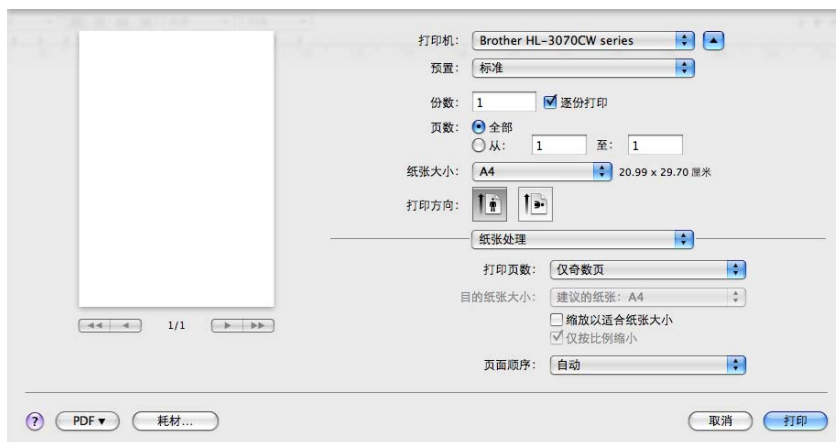 打印机： Brother HL-3070CW series
预置： 标准
份数： 1 逐份打印
页数： 全部
从： 1 至： 1
纸张大小： A4 20.99 x 29.70 厘米
打印方向：
纸张处理
打印页数： 仅奇数页
目的纸张大小： 建议的纸张：A4
缩放以适合纸张大小
1/1
仅按比例缩小
页面顺序： 自动
? PDF▼ 耗材... 取消 打印